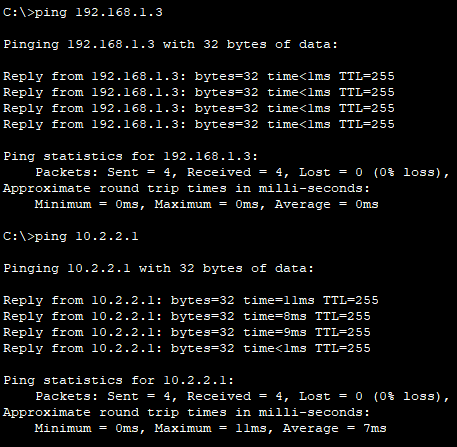 C:\>ping 192.168.1.3
Pinging 192.168.1.3 with 32 bytes of data:
Reply from 192.168.1.3: bytes=32 time<1ms TTL=255
Reply from 192.168.1.3: bytes=32 time<1ms TTL=255
Reply from 192.168.1.3: bytes=32 time<1ms TTL=255
Reply from 192.168.1.3: bytes=32 time<1ms TTL=255
Ping statistics for 192.168.1.3:
    Packets: Sent = 4, Received = 4, Lost = 0 (0% loss),
Approximate round trip times in milli-seconds:
    Minimum = 0ms, Maximum = 0ms, Average = 0ms
C:\>ping 10.2.2.1
Pinging 10.2.2.1 with 32 bytes of data:
Reply from 10.2.2.1: bytes=32 time=11ms TTL=255
Reply from 10.2.2.1: bytes=32 time=8ms TTL=255
Reply from 10.2.2.1: bytes=32 time=9ms TTL=255
Reply from 10.2.2.1: bytes=32 time<1ms TTL=255
Ping statistics for 10.2.2.1:
    Packets: Sent = 4, Received = 4, Lost = 0 (0% loss),
Approximate round trip times in milli-seconds:
    Minimum = 0ms, Maximum = 11ms, Average = 7ms